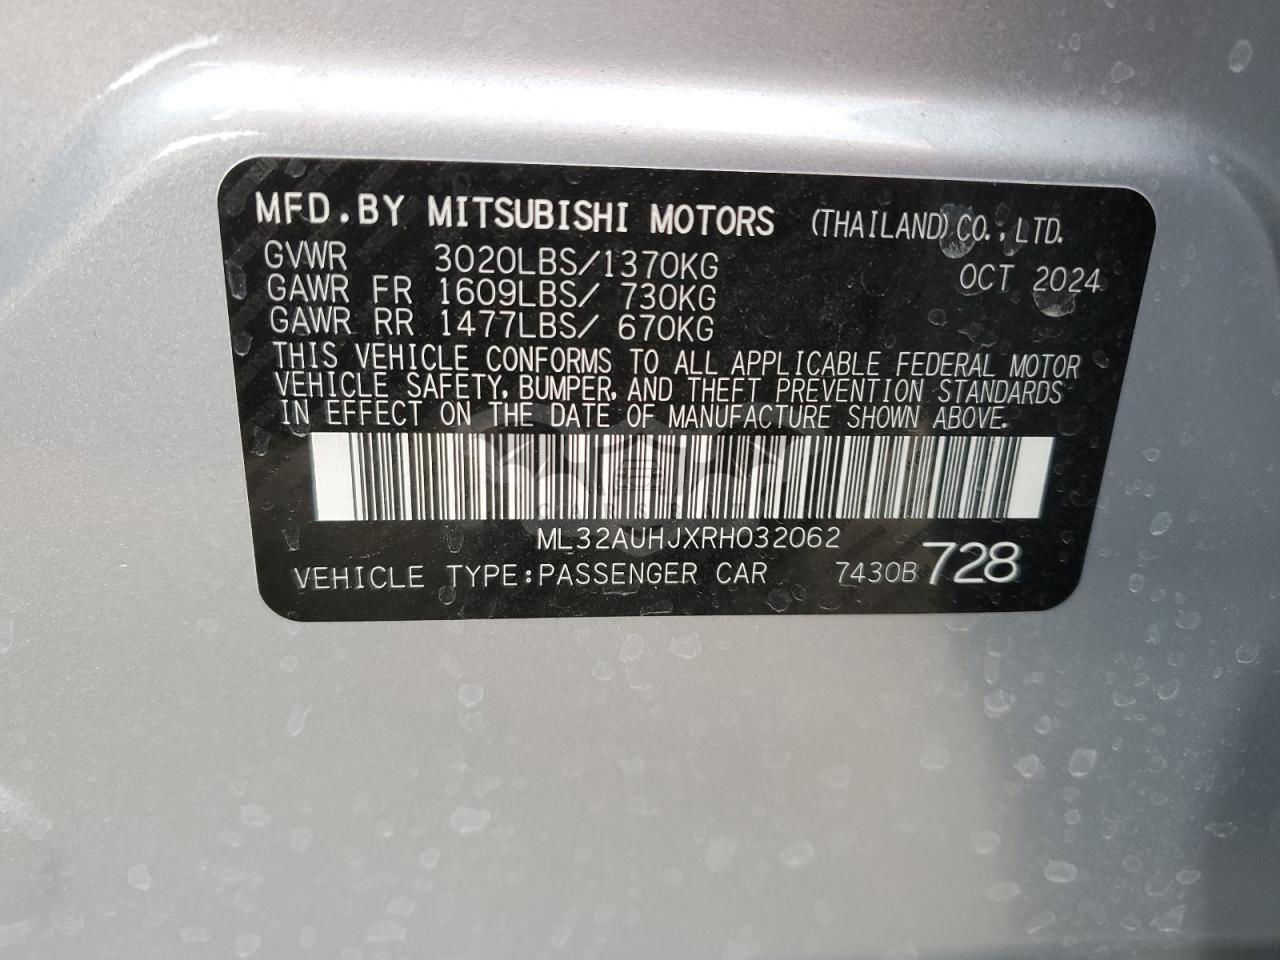 MFD.BY MITSUBISHI MOTORS (THAILAND)CO.,LTD.
GVWR 3020LBS/1370KG OCT 2024
GAWR FR 1609LBS/ 730KG
GAWR RR 1477LBS/ 670KG
THIS VEHICLE CONFORMS TO ALL APPLICABLE FEDERAL MOTOR
VEHICLE SAFETY, BUMPER, AND THEFT PREVENTION STANDARDS
IN EFFECT ON THE DATE OF MANUFACTURE SHOWN ABOVE.
ML32AUHJXRH032062
VEHICLE TYPE:PASSENGER CAR 7430B 728